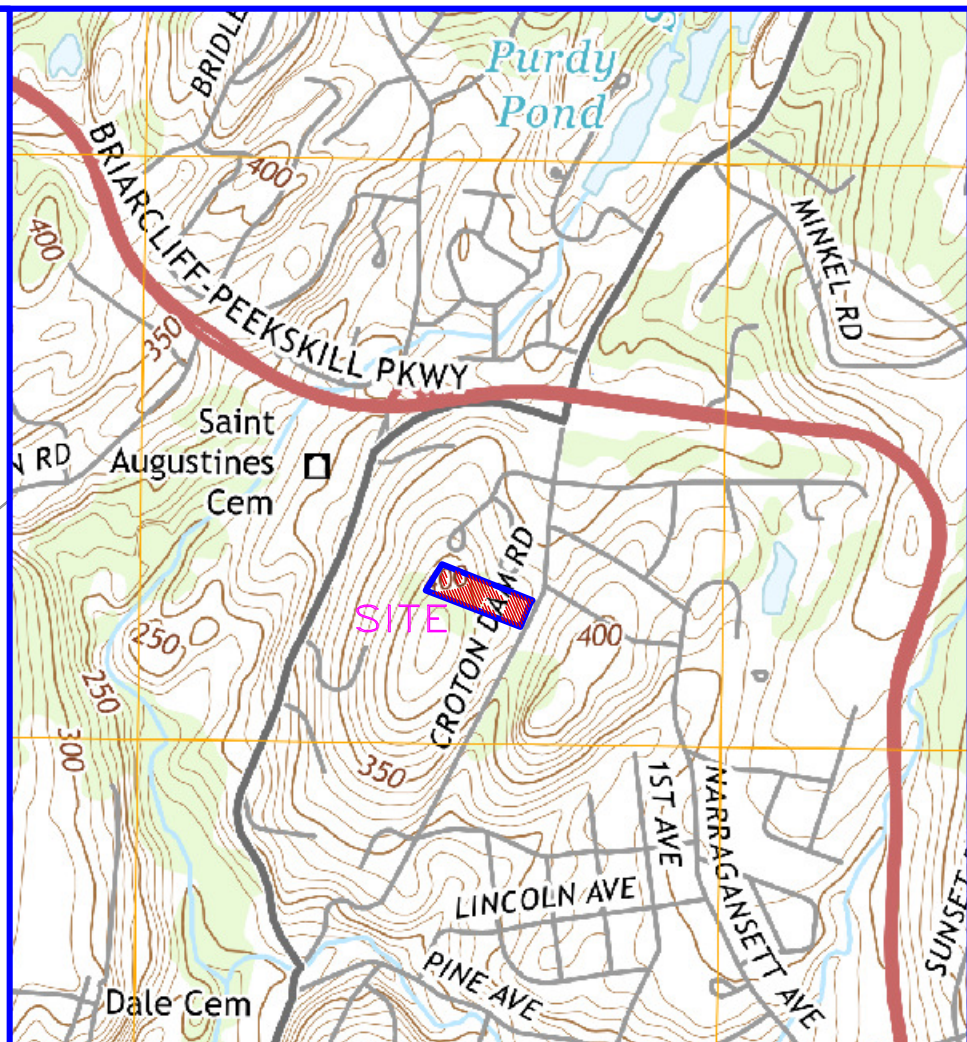 Purdy
Pond
BRIDLE
400
400
BRIARCLIFF-PEEKSKILL PKWY
MINKEL RD
350
Saint
Augustines
Cem
N RD
CROTON DAM RD
SITE
400
250
250
300
350
1ST AVE
NARRAGANSETT AVE
LINCOLN AVE
PINE AVE
SUNSET
Dale Cem